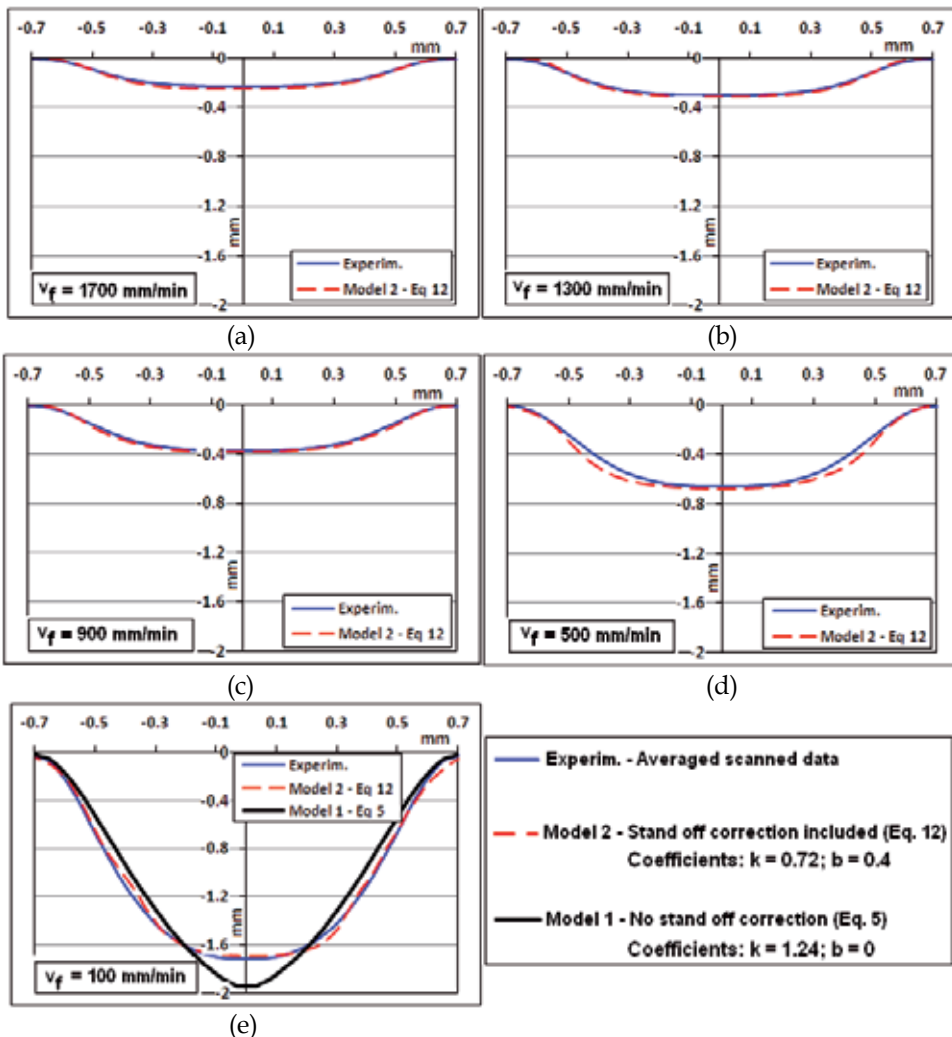 -0.7 -0.5 -0.3 -0.1 0.1 0.3 0.5 0.7
mm
0
-0.4
-0.8
-1.2
mm
-1.6
-2
Experim.
Model 2 - Eq 12
vf = 1700 mm/min
(a)
-0.7 -0.5 -0.3 -0.1 0.1 0.3 0.5 0.7
mm
0
-0.4
-0.8
-1.2
mm
-1.6
-2
Experim.
Model 2 - Eq 12
vf = 1300 mm/min
(b)
-0.7 -0.5 -0.3 -0.1 0.1 0.3 0.5 0.7
mm
0
-0.4
-0.8
-1.2
mm
-1.6
-2
Experim.
Model 2 - Eq 12
vf = 900 mm/min
(c)
-0.7 -0.5 -0.3 -0.1 0.1 0.3 0.5 0.7
mm
0
-0.4
-0.8
-1.2
mm
-1.6
-2
Experim.
Model 2 - Eq 12
vf = 500 mm/min
(d)
-0.7 -0.5 -0.3 -0.1 0.1 0.3 0.5 0.7
mm
0
-0.4
-0.8
-1.2
-1.6
-2
Experim.
Model 2 - Eq 12
Model 1 - Eq 5
vf = 100 mm/min
(e)
Experim. - Averaged scanned data
Model 2 - Stand off correction included (Eq. 12)
Coefficients: k = 0.72; b = 0.4
Model 1 - No stand off correction (Eq. 5)
Coefficients: k = 1.24; b = 0